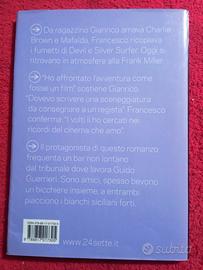 Da ragazzino Gianrico amava Charlie
Brown e Mafalda, Francesco ricopiava
i fumetti di Devil e Silver Surfer. Oggi si
ritrovano in atmosfere alla Frank Miller.
"Ho affrontato l'avventura come
fosse un film", sostiene Gianrico.
"Dovevo scrivere una sceneggiatura
da consegnare a un regista". Francesco
conferma. "I volti li ho cercati nei
ricordi del cinema che amo".
Il protagonista di questo romanzo
frequenta un bar non lontano
dal tribunale dove lavora Guido
Guerrieri. Sono amici, spesso bevono
un bicchiere insieme, a entrambi
piacciono i bianchi siciliani forti.
www.24sette.it
subito